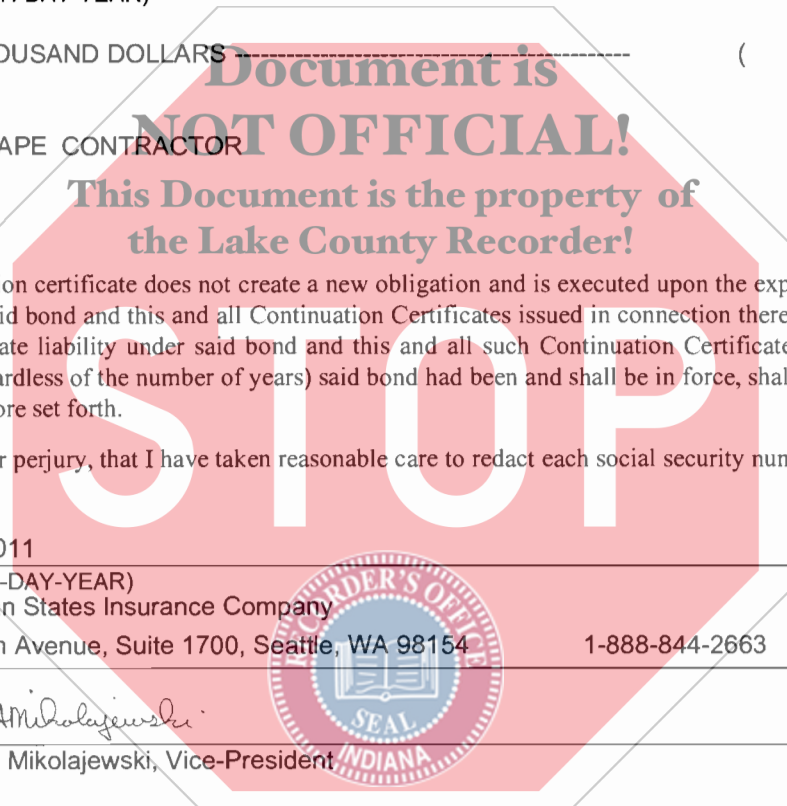 -DAY-YEAR)
OUSAND DOLLARS ------------------------------------------------------------ (
Document is
NOT OFFICIAL!
APE CONTRACTOR
This Document is the property of
the Lake County Recorder!
on certificate does not create a new obligation and is executed upon the exp
id bond and this and all Continuation Certificates issued in connection there
ate liability under said bond and this and all such Continuation Certificate
ardless of the number of years) said bond had been and shall be in force, shal
ore set forth.
STOP
r perjury, that I have taken reasonable care to redact each social security num
011
-DAY-YEAR)
n States Insurance Company
Avenue, Suite 1700, Seattle, WA 98154 1-888-844-2663
RECORDER'S OFFICE
SEAL
INDIANA
Mikolajewski
Mikolajewski, Vice-President